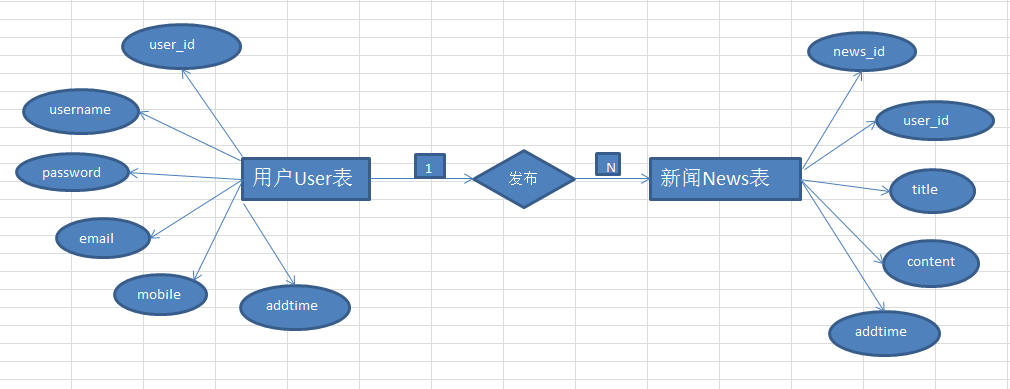 user_id
username
password
email
mobile
addtime
用户User表
1
发布
N
新闻News表
news_id
user_id
title
content
addtime